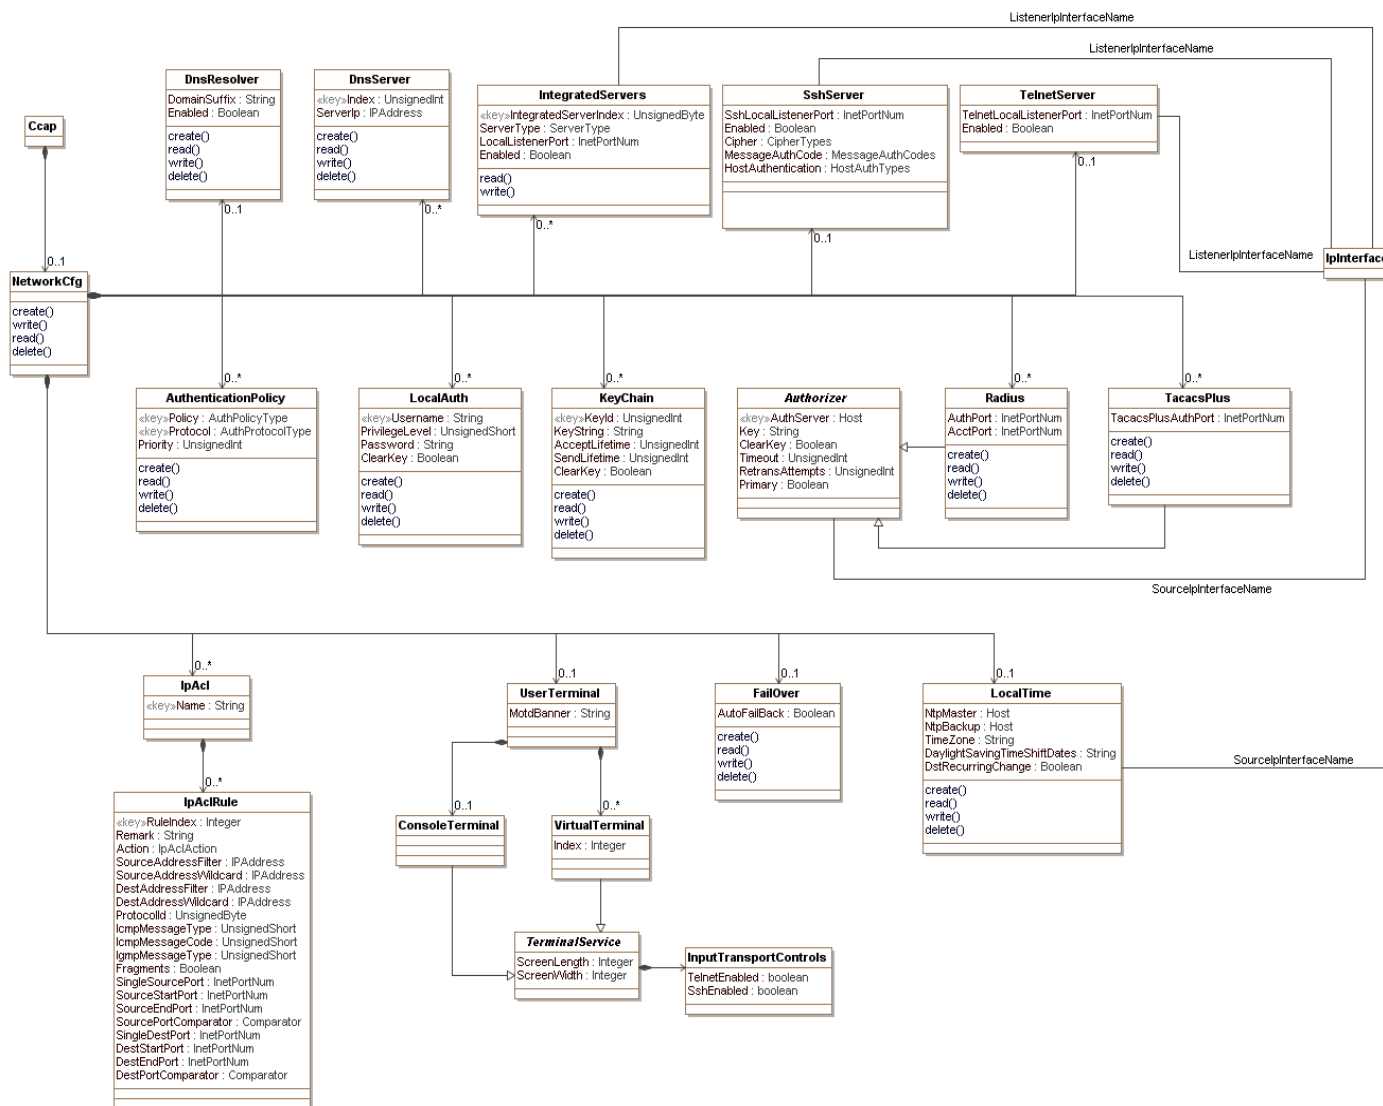 ListenerIpInterfaceName
ListenerIpInterfaceName
DnsResolver
DomainSuffix : String
Enabled : Boolean
create()
read()
write()
delete()
0..1
DnsServer
«key»Index : UnsignedInt
ServerIp : IPAddress
create()
read()
write()
delete()
0..*
IntegratedServers
«key»IntegratedServerIndex : UnsignedByte
ServerType : ServerType
LocalListenerPort : InetPortNum
Enabled : Boolean
read()
write()
0..*
SshServer
SshLocalListenerPort : InetPortNum
Enabled : Boolean
Cipher : CipherTypes
MessageAuthCode : MessageAuthCodes
HostAuthentication : HostAuthTypes
0..1
TelnetServer
TelnetLocalListenerPort : InetPortNum
Enabled : Boolean
0..1
Ccap
0..1
ListenerIpInterfaceName
IpInterface
NetworkCfg
create()
write()
read()
delete()
0..*
AuthenticationPolicy
«key»Policy : AuthPolicyType
«key»Protocol : AuthProtocolType
Priority : UnsignedInt
create()
read()
write()
delete()
0..*
LocalAuth
«key»Username : String
PrivilegeLevel : UnsignedShort
Password : String
ClearKey : Boolean
create()
read()
write()
delete()
0..*
KeyChain
«key»KeyId : UnsignedInt
KeyString : String
AcceptLifetime : UnsignedInt
SendLifetime : UnsignedInt
ClearKey : Boolean
create()
read()
write()
delete()
Authorizer
«key»AuthServer : Host
Key : String
ClearKey : Boolean
Timeout : UnsignedInt
RetransAttempts : UnsignedInt
Primary : Boolean
0..*
Radius
AuthPort : InetPortNum
AcctPort : InetPortNum
create()
read()
write()
delete()
0..*
TacacsPlus
TacacsPlusAuthPort : InetPortNum
create()
read()
write()
delete()
SourceIpInterfaceName
0..*
IpAcl
«key»Name : String
0..*
IpAclRule
«key»RuleIndex : Integer
Remark : String
Action : IpAclAction
SourceAddressFilter : IPAddress
SourceAddressWildcard : IPAddress
DestAddressFilter : IPAddress
DestAddressWildcard : IPAddress
ProtocolId : UnsignedByte
IcmpMessageType : UnsignedShort
IcmpMessageCode : UnsignedShort
IgmpMessageType : UnsignedShort
Fragments : Boolean
SingleSourcePort : InetPortNum
SourceStartPort : InetPortNum
SourceEndPort : InetPortNum
SourcePortComparator : Comparator
SingleDestPort : InetPortNum
DestStartPort : InetPortNum
DestEndPort : InetPortNum
DestPortComparator : Comparator
0..1
UserTerminal
MotdBanner : String
0..1
ConsoleTerminal
0..*
VirtualTerminal
Index : Integer
TerminalService
ScreenLength : Integer
ScreenWidth : Integer
InputTransportControls
TelnetEnabled : boolean
SshEnabled : boolean
0..1
FailOver
AutoFailBack : Boolean
create()
read()
write()
delete()
0..1
LocalTime
NtpMaster : Host
NtpBackup : Host
TimeZone : String
DaylightSavingTimeShiftDates : String
DstRecurringChange : Boolean
create()
read()
write()
delete()
SourceIpInterfaceName